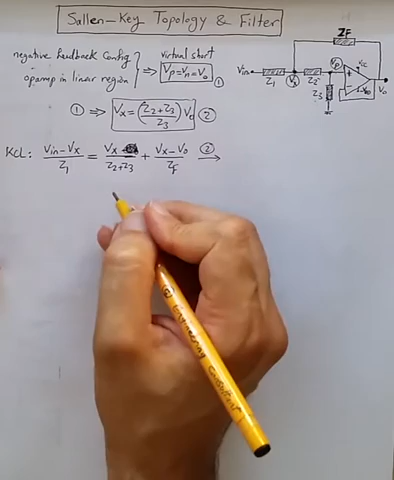 Sallen-Key Topology & Filter
negative feedback config
opamp in linear region
⟹ virtual short
Vp=Vn=Vo ①
① ⟹ Vx=(Z2+Z3/Z3)Vo ②
KCL: Vin-Vx/Z1 = Vx/Z2+Z3 + Vx-Vo/ZF ②→
ZF
Vin
Z1
Vx
Z2
Vp
Z3
+
-
Vo
@ Engineering